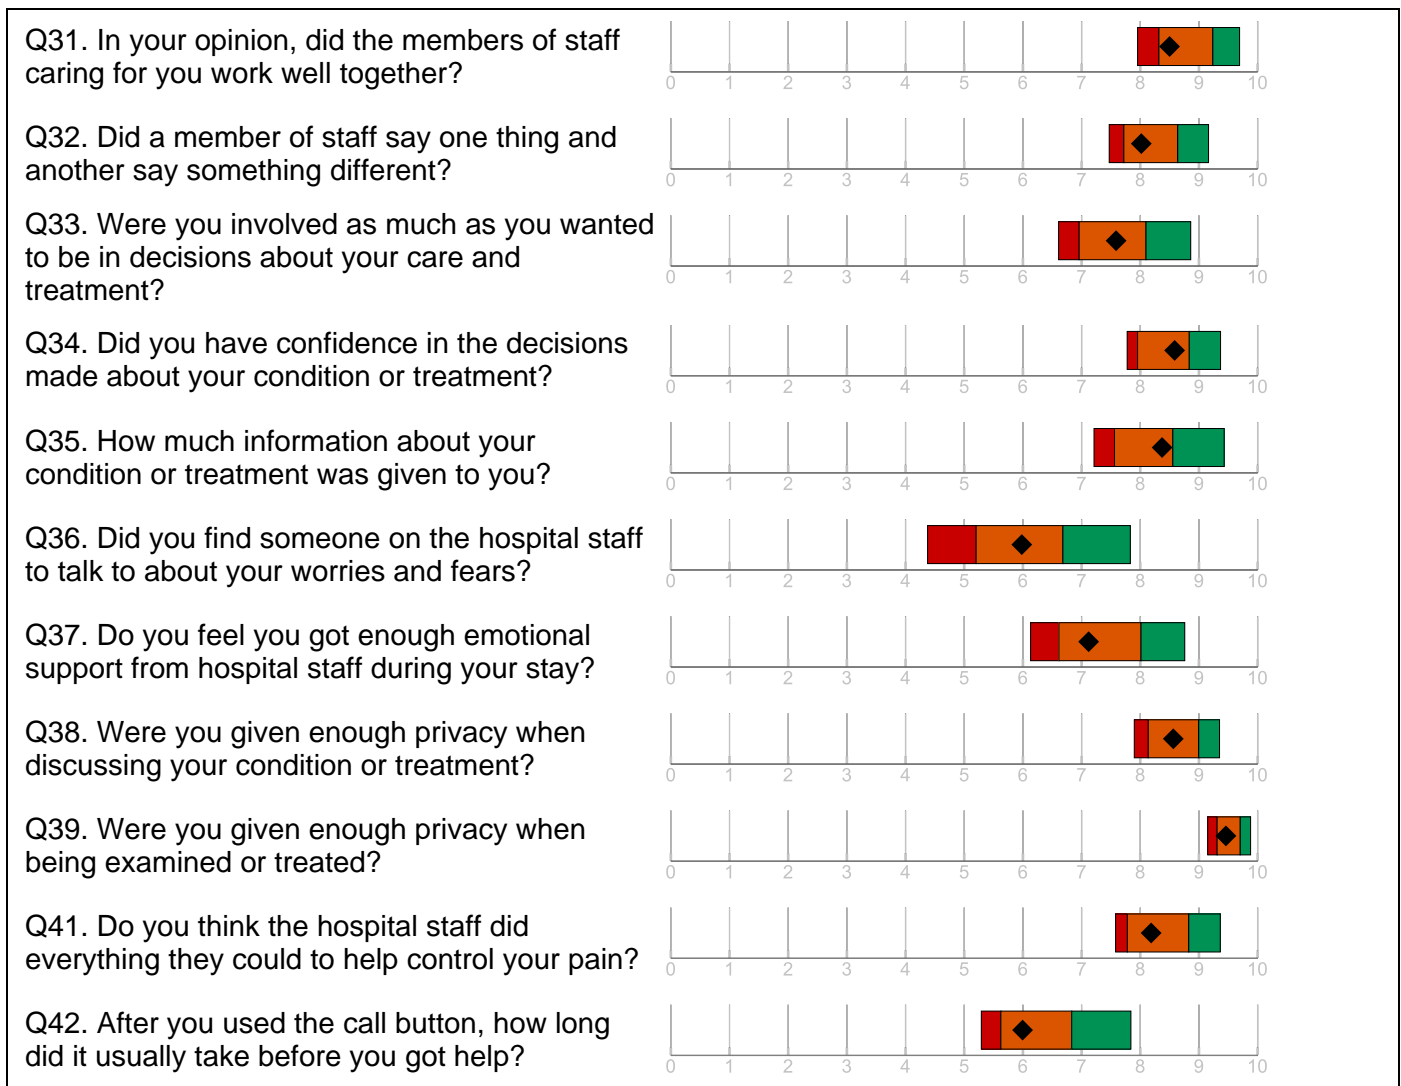 Q31. In your opinion, did the members of staff
caring for you work well together?
0 1 2 3 4 5 6 7 8 9 10
Q32. Did a member of staff say one thing and
another say something different?
0 1 2 3 4 5 6 7 8 9 10
Q33. Were you involved as much as you wanted
to be in decisions about your care and
treatment?
0 1 2 3 4 5 6 7 8 9 10
Q34. Did you have confidence in the decisions
made about your condition or treatment?
0 1 2 3 4 5 6 7 8 9 10
Q35. How much information about your
condition or treatment was given to you?
0 1 2 3 4 5 6 7 8 9 10
Q36. Did you find someone on the hospital staff
to talk to about your worries and fears?
0 1 2 3 4 5 6 7 8 9 10
Q37. Do you feel you got enough emotional
support from hospital staff during your stay?
0 1 2 3 4 5 6 7 8 9 10
Q38. Were you given enough privacy when
discussing your condition or treatment?
0 1 2 3 4 5 6 7 8 9 10
Q39. Were you given enough privacy when
being examined or treated?
0 1 2 3 4 5 6 7 8 9 10
Q41. Do you think the hospital staff did
everything they could to help control your pain?
0 1 2 3 4 5 6 7 8 9 10
Q42. After you used the call button, how long
did it usually take before you got help?
0 1 2 3 4 5 6 7 8 9 10